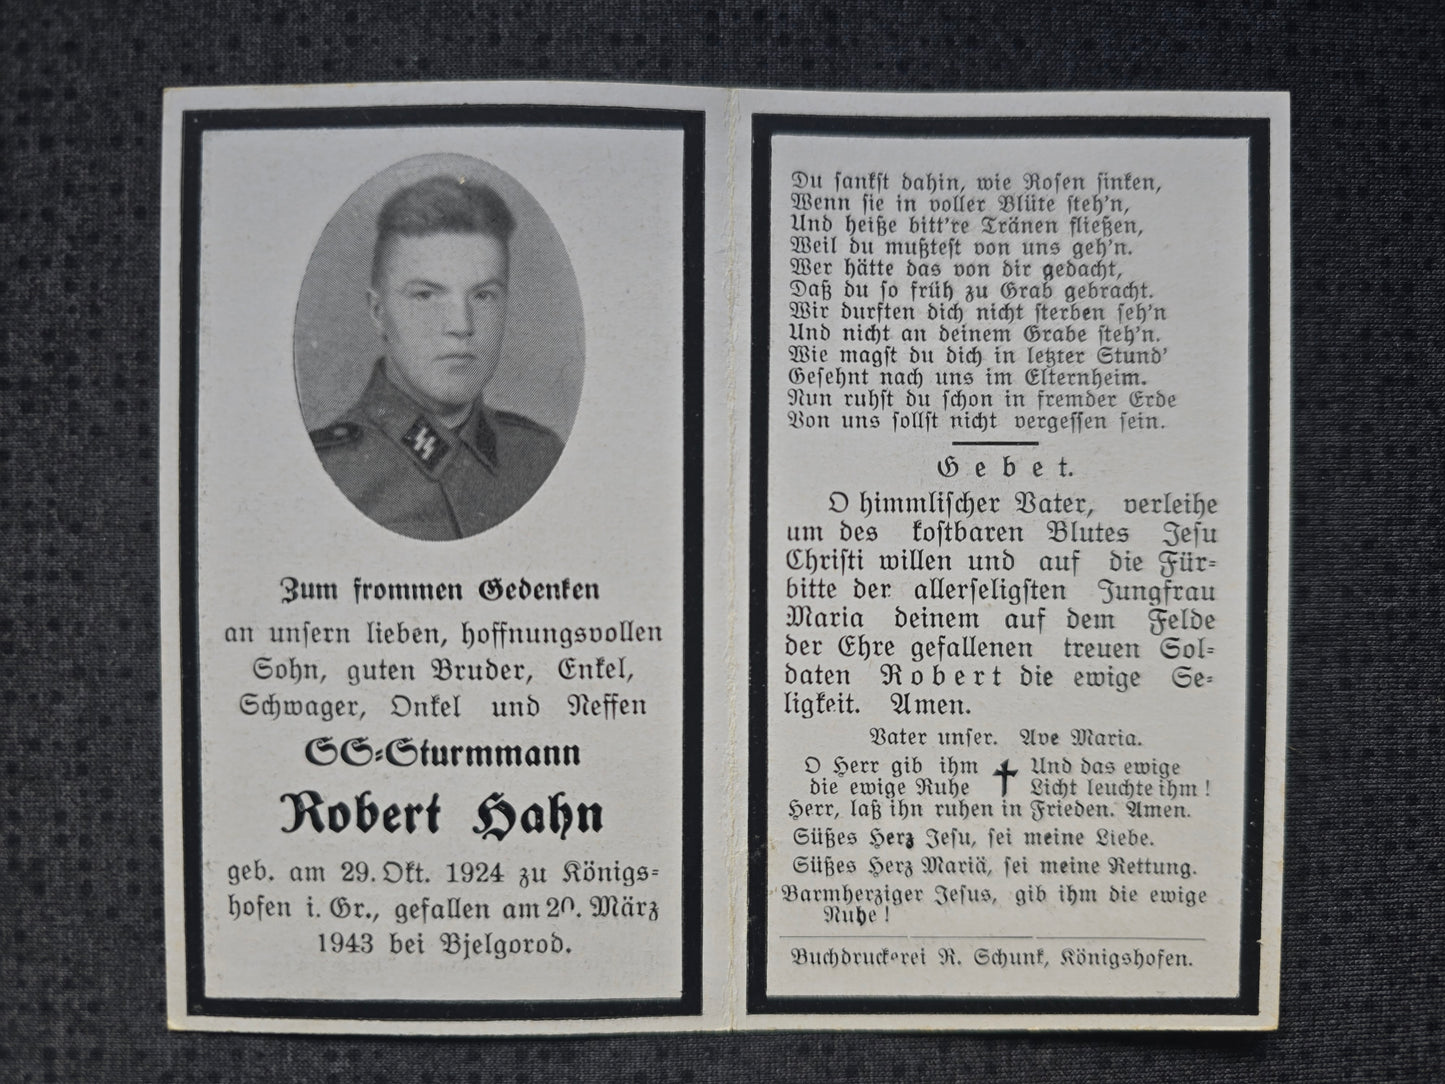 Zum frommen Gedenken
an unsern lieben, hoffnungsvollen
Sohn, guten Bruder, Enkel,
Schwager, Onkel und Neffen
SS-Sturmmann
Robert Hahn
geb. am 29. Okt. 1924 zu Königs-
hofen i. Gr., gefallen am 20. März
1943 bei Bjelgorod.
Du sankst dahin, wie Rosen sinken,
Wenn sie in voller Blüte steh'n,
Und heiße bitt're Tränen fließen,
Weil du mußtest von uns geh'n.
Wer hätte das von dir gedacht,
Daß du so früh zu Grab gebracht.
Wir durften dich nicht sterben seh'n
Und nicht an deinem Grabe steh'n.
Wie magst du dich in letzter Stund'
Gesehnt nach uns im Elternheim.
Nun ruhst du schon in fremder Erde
Von uns sollst nicht vergessen sein.
Gebet.
O himmlischer Vater, verleihe
um des kostbaren Blutes Jesu
Christi willen und auf die Für-
bitte der allerseligsten Jungfrau
Maria deinem auf dem Felde
der Ehre gefallenen treuen Sol-
daten Robert die ewige Se-
ligkeit. Amen.
Vater unser. Ave Maria.
O Herr gib ihm
die ewige Ruhe
Und das ewige
Licht leuchte ihm!
Herr, laß ihn ruhen in Frieden. Amen.
Süßes Herz Jesu, sei meine Liebe.
Süßes Herz Mariä, sei meine Rettung.
Barmherziger Jesus, gib ihm die ewige
Ruhe!
Buchdruckerei R. Schunk, Königshofen.